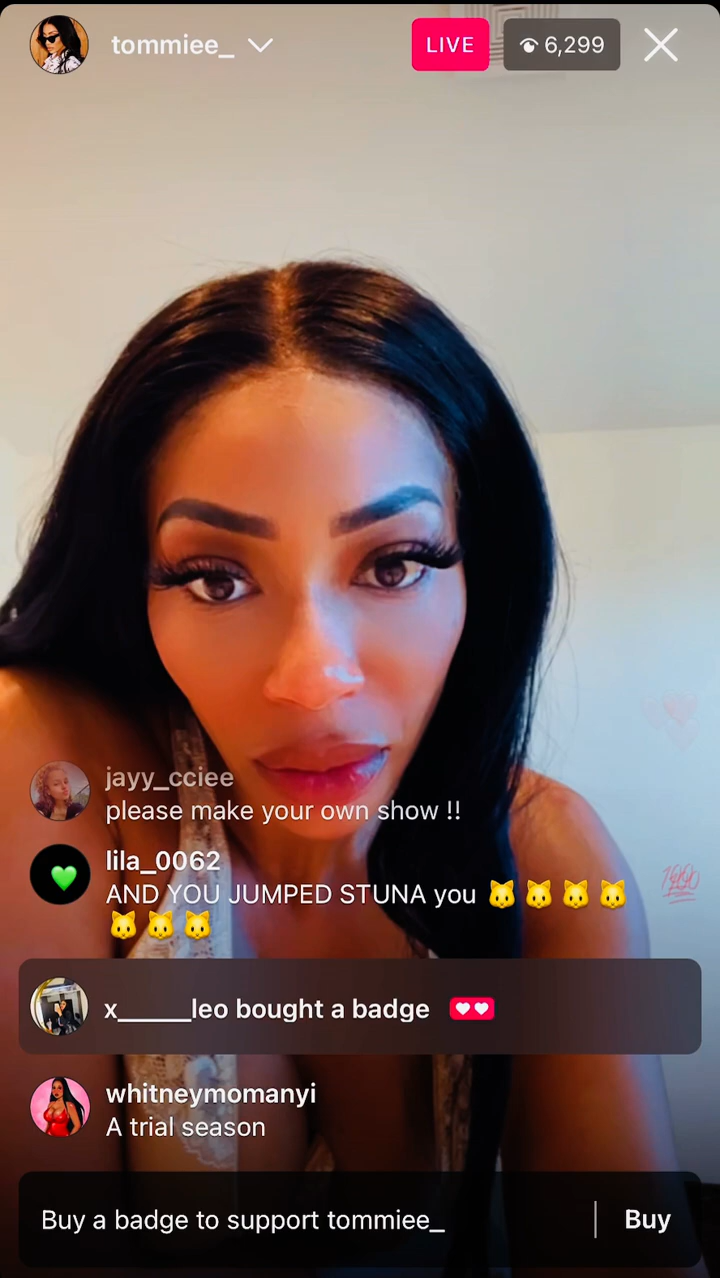 tommiee_
LIVE
6,299
jayy_cciee
please make your own show !!
lila_0062
AND YOU JUMPED STUNA you 🐱 🐱 🐱 🐱
🐱 🐱 🐱
x_____leo bought a badge
whitneymomanyi
A trial season
Buy a badge to support tommiee_
Buy